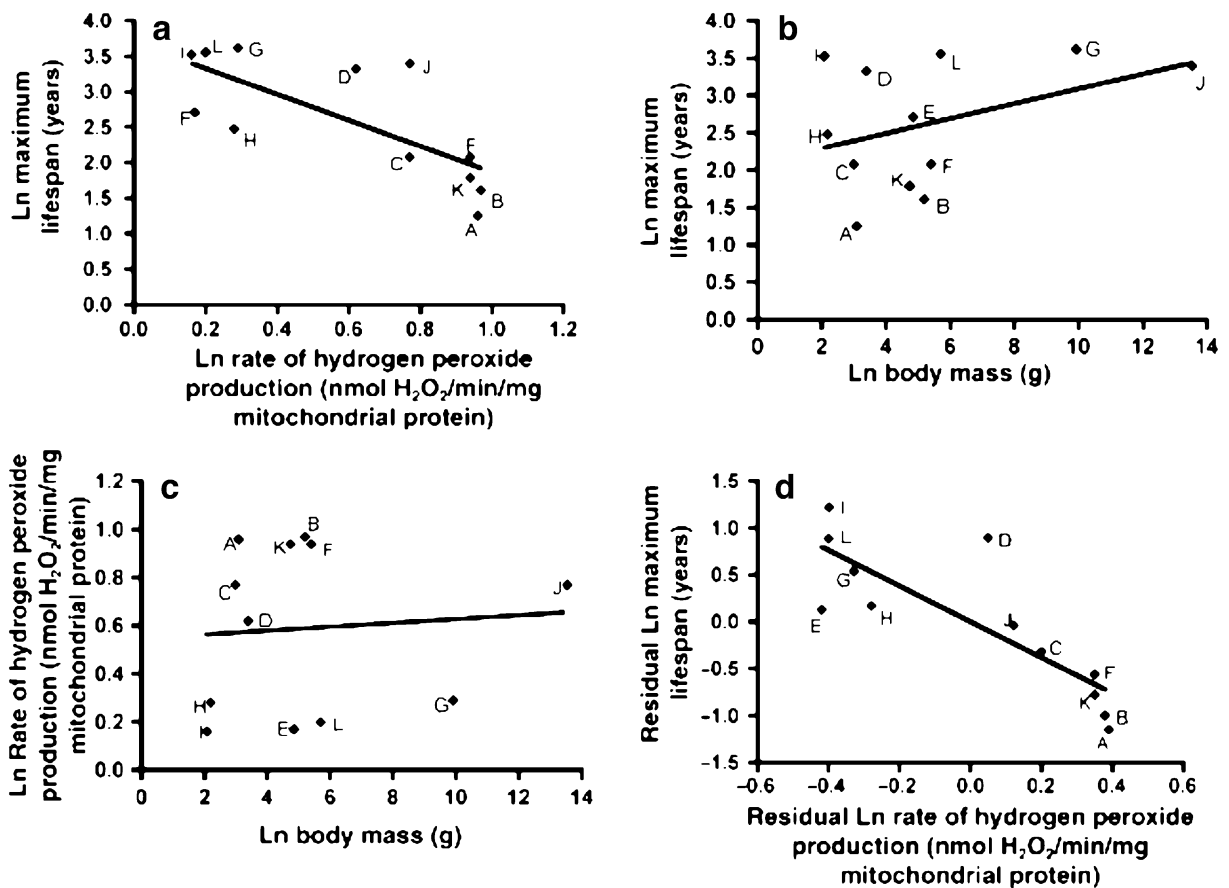 a
Ln maximum
lifespan (years)
4.0
3.5
3.0
2.5
2.0
1.5
1.0
0.5
0.0
I
L
G
D
J
F
H
C
F
K
B
A
0.0 0.2 0.4 0.6 0.8 1.0 1.2
Ln rate of hydrogen peroxide
production (nmol H₂O₂/min/mg
mitochondrial protein)
b
Ln maximum
lifespan (years)
4.0
3.5
3.0
2.5
2.0
1.5
1.0
0.5
0.0
I
D
L
G
J
H
E
C
K
F
B
A
0 2 4 6 8 10 12 14
Ln body mass (g)
c
Ln Rate of hydrogen peroxide
production (nmol H₂O₂/min/mg
mitochondrial protein)
1.2
1.0
0.8
0.6
0.4
0.2
0.0
A
K
B
F
C
D
J
H
I
E
L
G
0 2 4 6 8 10 12 14
Ln body mass (g)
d
Residual Ln maximum
lifespan (years)
1.5
1.0
0.5
0.0
−0.5
−1.0
−1.5
I
L
D
G
E
H
J
C
F
K
B
A
−0.6 −0.4 −0.2 0.0 0.2 0.4 0.6
Residual Ln rate of hydrogen peroxide
production (nmol H₂O₂/min/mg
mitochondrial protein)